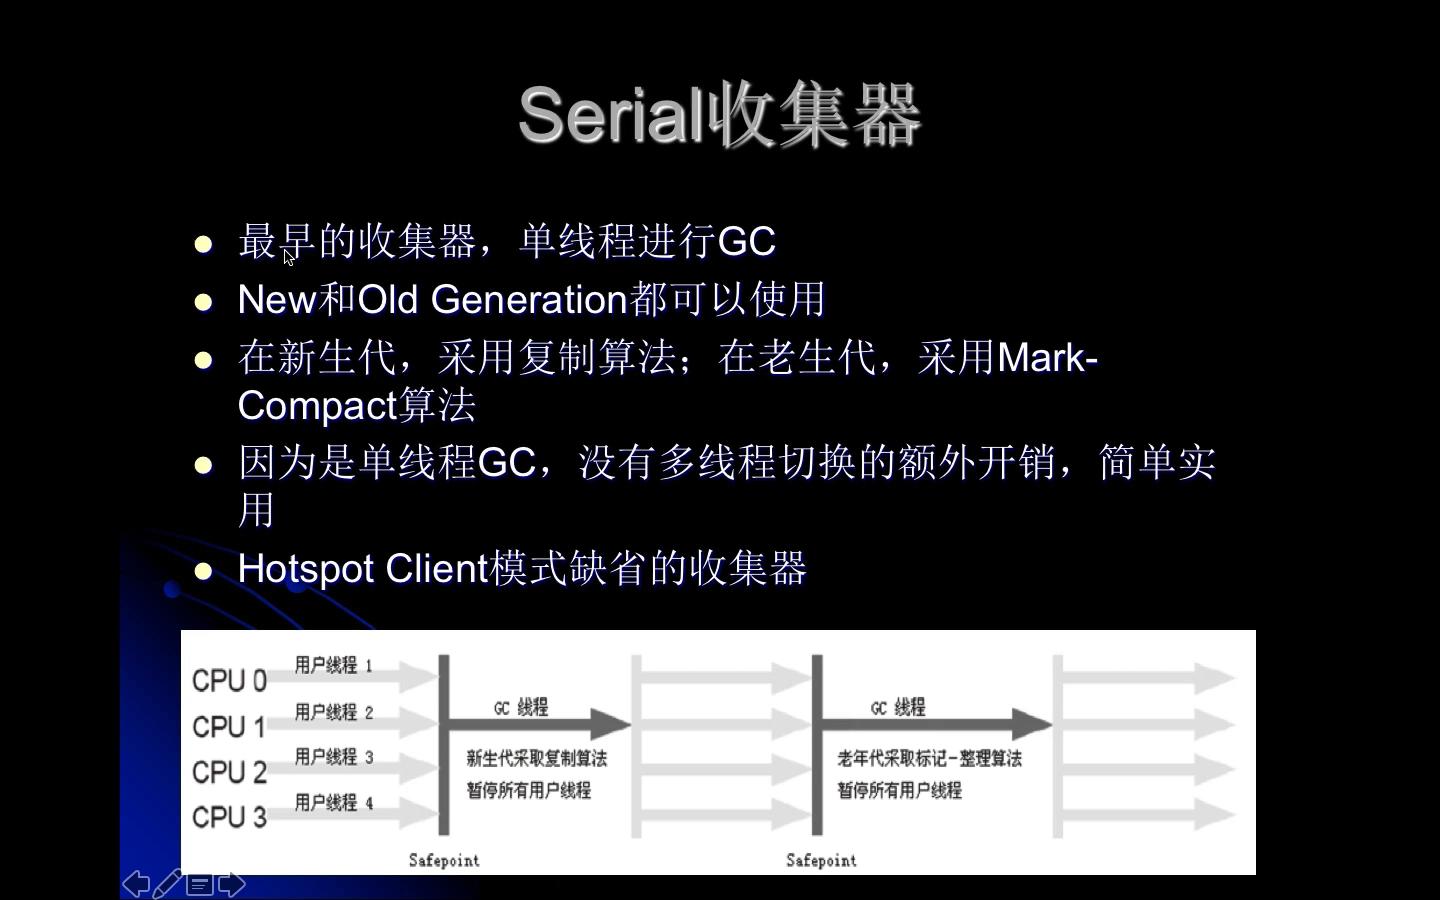 Serial收集器
最早的收集器，单线程进行GC
New和Old Generation都可以使用
在新生代，采用复制算法；在老生代，采用Mark-
Compact算法
因为是单线程GC，没有多线程切换的额外开销，简单实
用
Hotspot Client模式缺省的收集器
CPU 0 用户线程 1
CPU 1 用户线程 2
CPU 2 用户线程 3
CPU 3 用户线程 4
GC 线程
新生代采取复制算法
暂停所有用户线程
GC 线程
老年代采取标记-整理算法
暂停所有用户线程
Safepoint
Safepoint